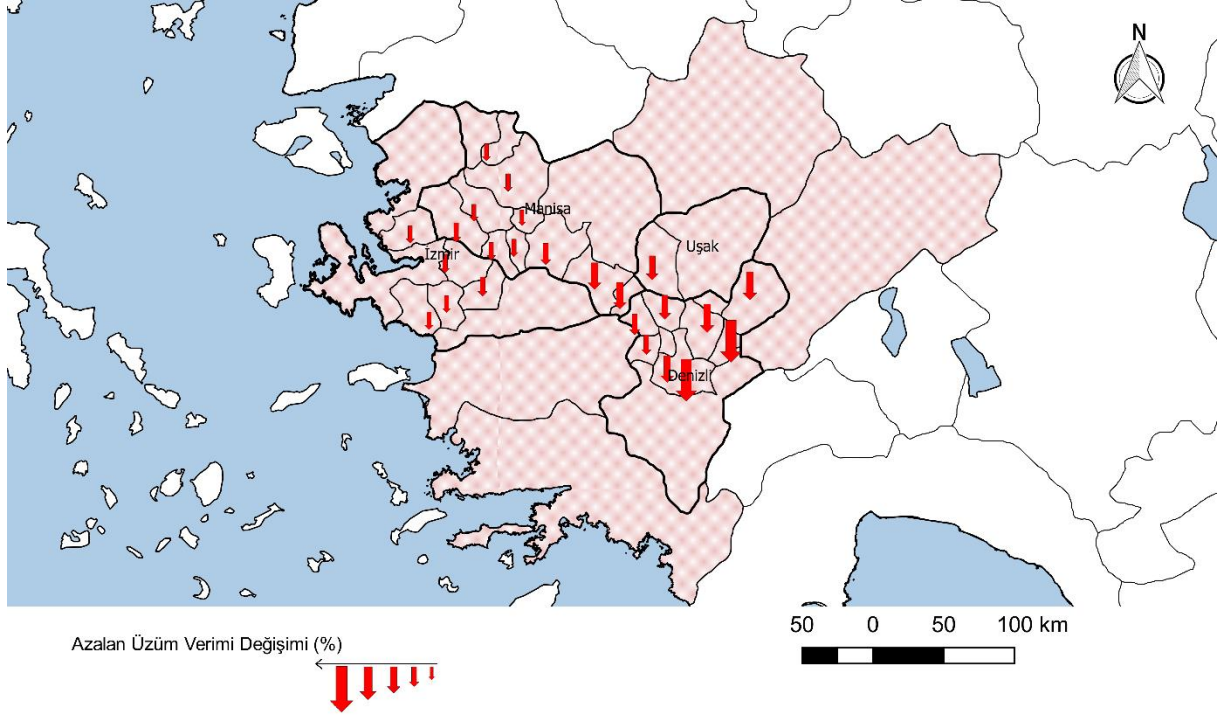 N
Manisa
Uşak
İzmir
Denizli
Azalan Üzüm Verimi Değişimi (%)
50 0 50 100 km